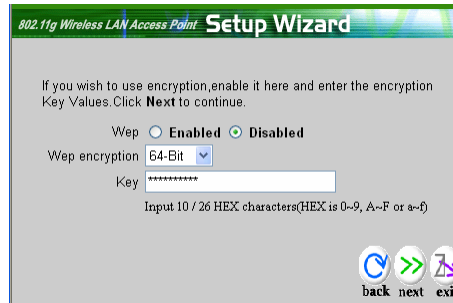 802.11g Wireless LAN Access Point Setup Wizard
If you wish to use encryption,enable it here and enter the encryption
Key Values.Click Next to continue.
Wep Enabled Disabled
Wep encryption 64-Bit
Key **********
Input 10 / 26 HEX characters(HEX is 0~9, A~F or a~f)
back next exi